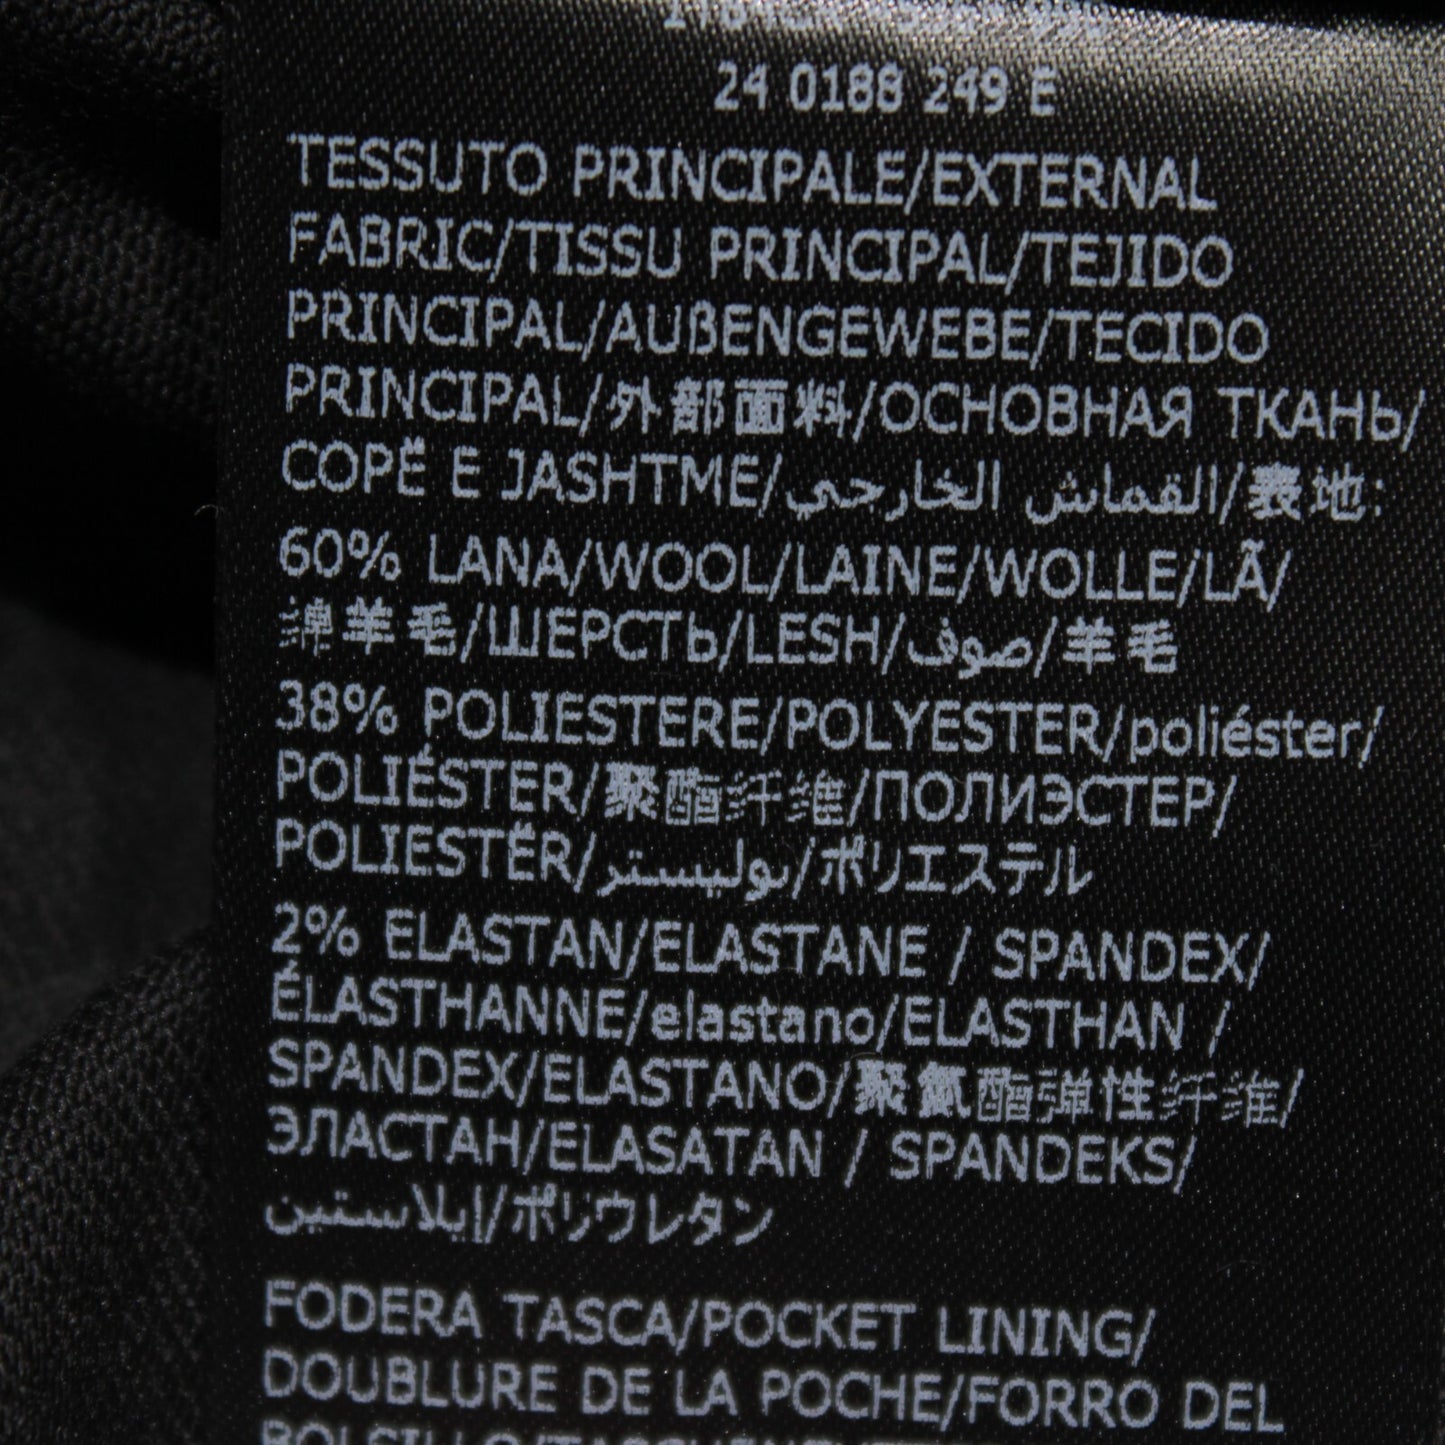 24 0188 249 E
TESSUTO PRINCIPALE/EXTERNAL
FABRIC/TISSU PRINCIPAL/TEJIDO
PRINCIPAL/AUßENGEWEBE/TECIDO
PRINCIPAL/外部面料/ОСНОВНАЯ ТКАНЬ/
COPË E JASHTME/القماش الخارجي/表地:
60% LANA/WOOL/LAINE/WOLLE/LÃ/
绵羊毛/ШЕРСТЬ/LESH/صوف/羊毛
38% POLIESTERE/POLYESTER/poliéster/
POLIÉSTER/聚酯纤维/ПОЛИЭСТЕР/
POLIESTËR/بوليستر/ポリエステル
2% ELASTAN/ELASTANE / SPANDEX/
ÉLASTHANNE/elastano/ELASTHAN /
SPANDEX/ELASTANO/聚氨酯弹性纤维/
ЭЛАСТАН/ELASATAN / SPANDEKS/
إيلاستين/ポリウレタン
FODERA TASCA/POCKET LINING/
DOUBLURE DE LA POCHE/FORRO DEL